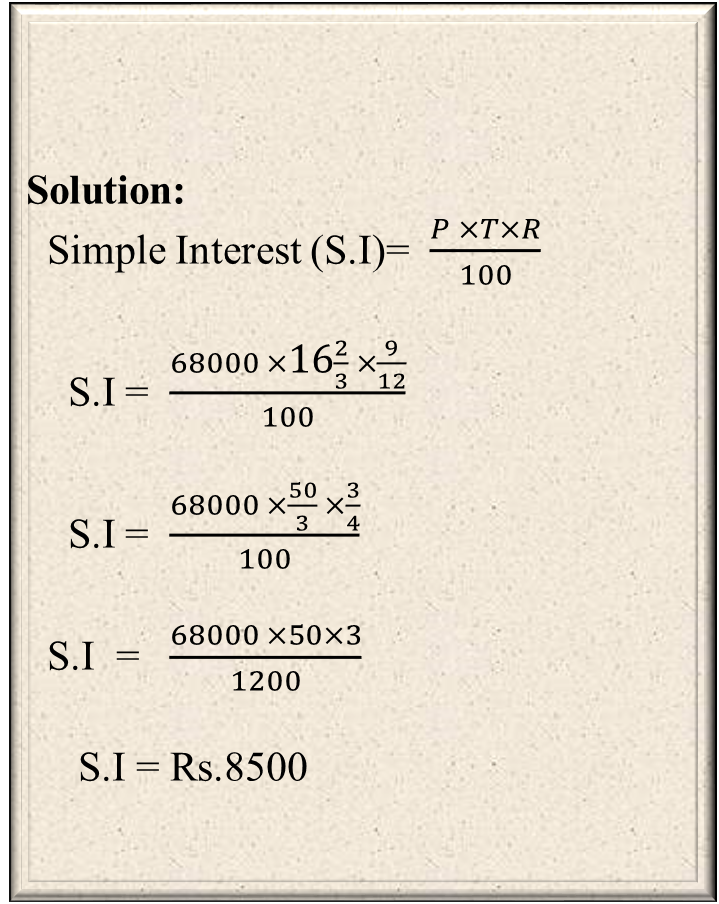 Solution:
Simple Interest (S.I)= P ×T×R / 100
S.I = 68000 ×16 2/3 × 9/12 / 100
S.I = 68000 × 50/3 × 3/4 / 100
S.I = 68000 ×50×3 / 1200
S.I = Rs.8500